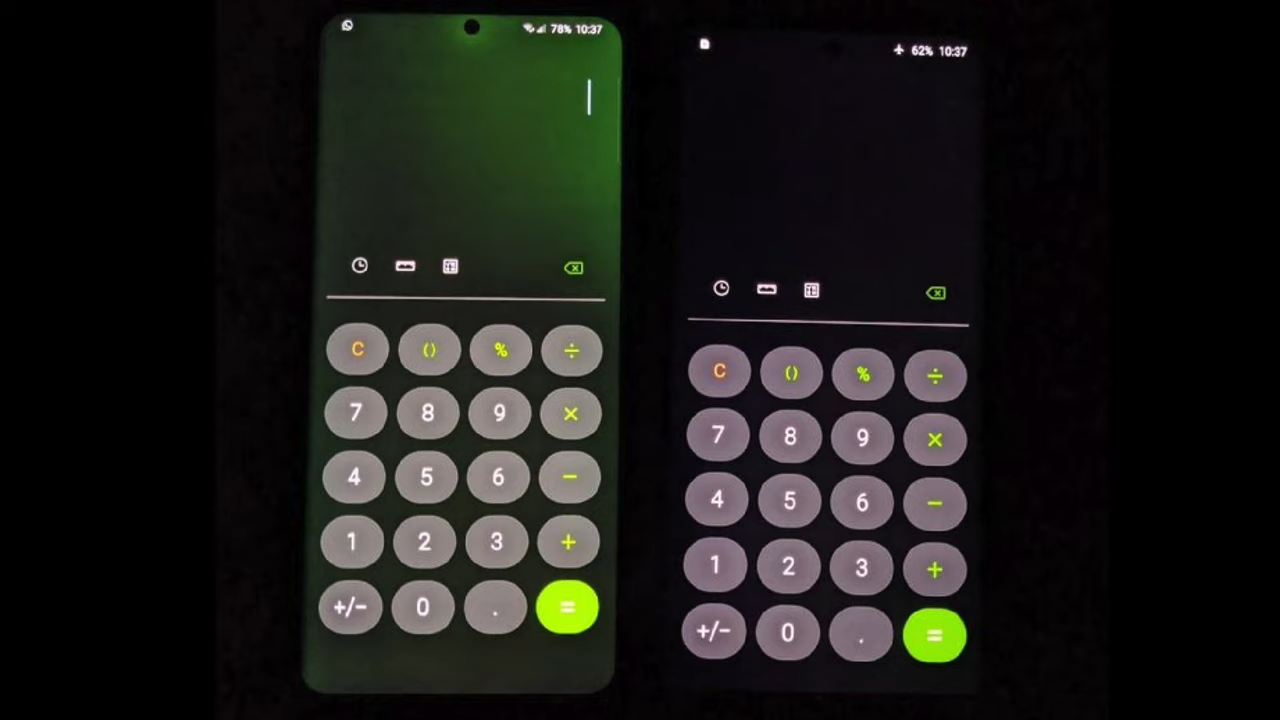 78% 10:37
C () % ÷
7 8 9 ×
4 5 6 −
1 2 3 +
+/− 0 . =
62% 10:37
C () % ÷
7 8 9 ×
4 5 6 −
1 2 3 +
+/− 0 . =